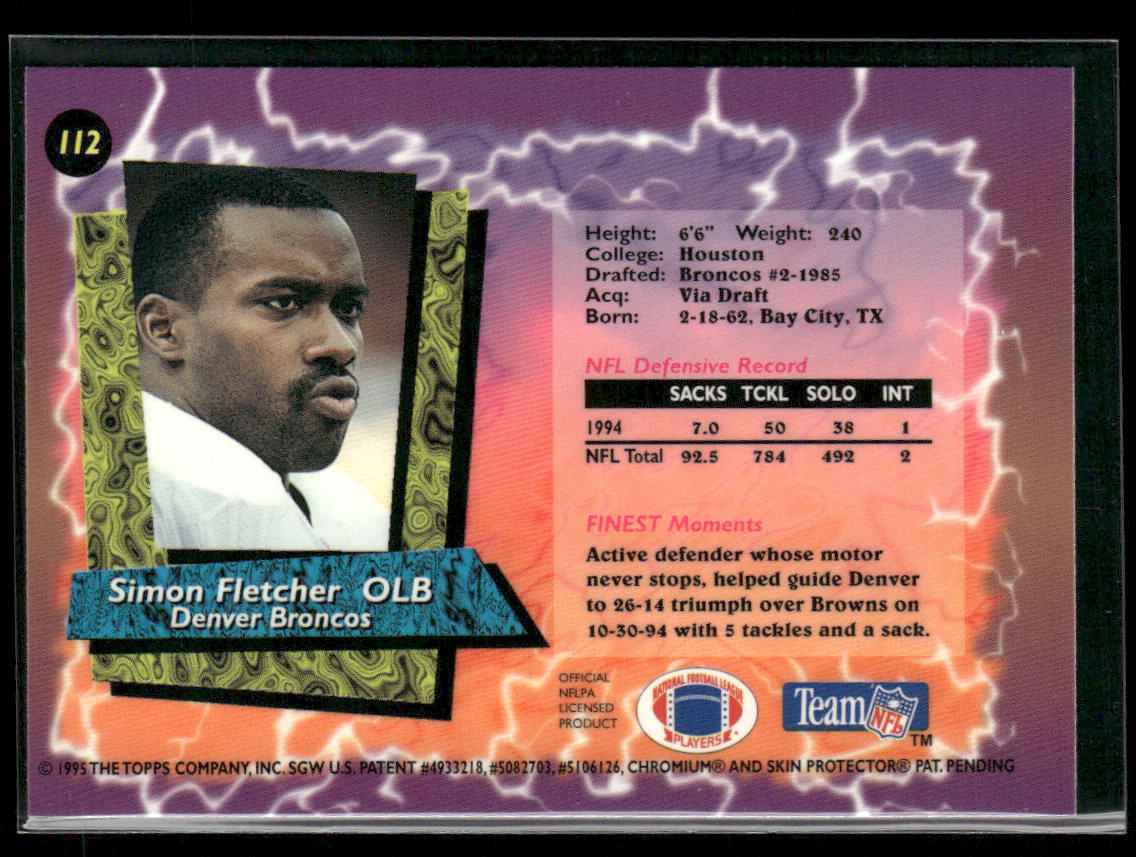 112
Height: 6'6" Weight: 240
College: Houston
Drafted: Broncos #2-1985
Acq: Via Draft
Born: 2-18-62, Bay City, TX
NFL Defensive Record
SACKS TCKL SOLO INT
1994 7.0 50 38 1
NFL Total 92.5 784 492 2
FINEST Moments
Active defender whose motor
never stops, helped guide Denver
to 26-14 triumph over Browns on
10-30-94 with 5 tackles and a sack.
Simon Fletcher OLB
Denver Broncos
OFFICIAL
NFLPA
LICENSED
PRODUCT
NATIONAL FOOTBALL LEAGUE
PLAYERS
Team NFL
TM
© 1995 THE TOPPS COMPANY, INC. SGW U.S. PATENT #4933218, #5082703, #5106126, CHROMIUM® AND SKIN PROTECTOR® PAT. PENDING